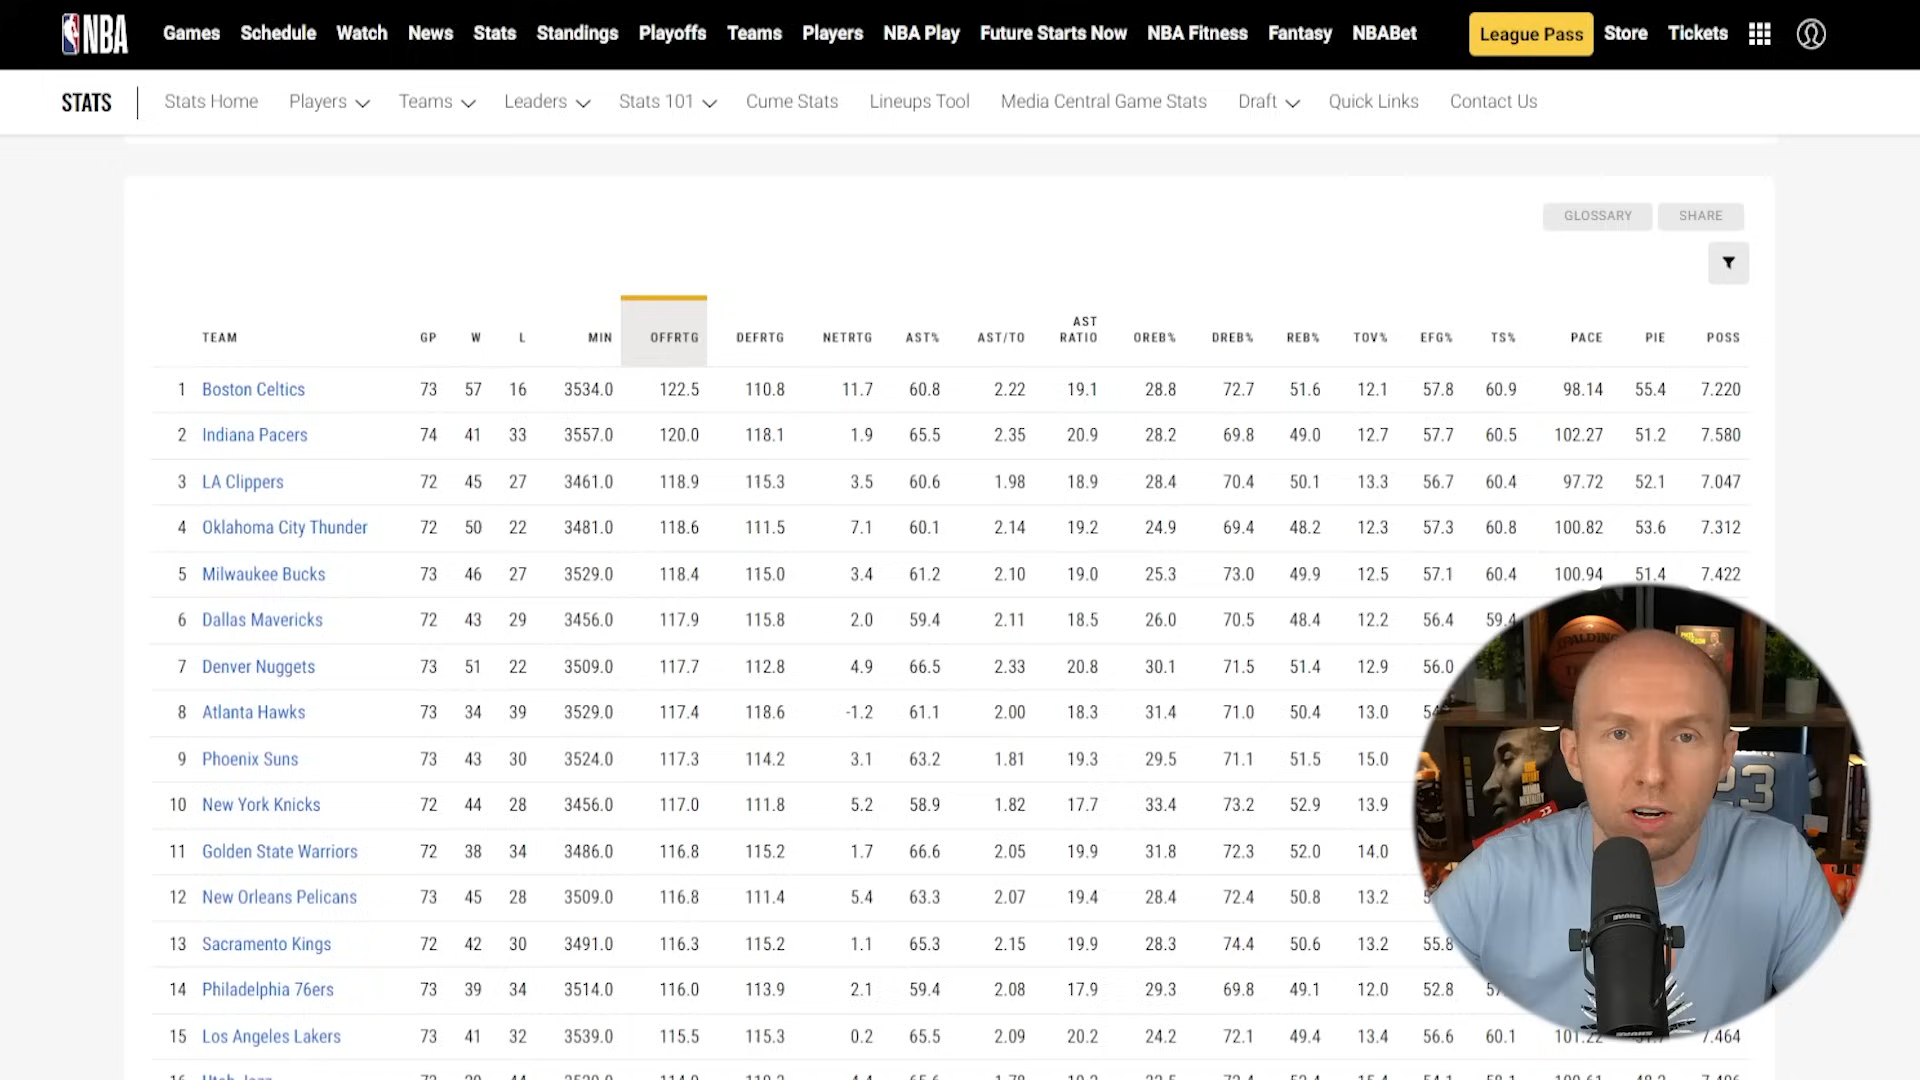 NBA Games Schedule Watch News Stats Standings Playoffs Teams Players NBA Play Future Starts Now NBA Fitness Fantasy NBABet League Pass Store Tickets
STATS Stats Home Players Teams Leaders Stats 101 Cume Stats Lineups Tool Media Central Game Stats Draft Quick Links Contact Us
GLOSSARY SHARE
TEAM GP W L MIN OFFRTG DEFRTG NETRTG AST% AST/TO AST RATIO OREB% DREB% REB% TOV% EFG% TS% PACE PIE POSS
1 Boston Celtics 73 57 16 3534.0 122.5 110.8 11.7 60.8 2.22 19.1 28.8 72.7 51.6 12.1 57.8 60.9 98.14 55.4 7.220
2 Indiana Pacers 74 41 33 3557.0 120.0 118.1 1.9 65.5 2.35 20.9 28.2 69.8 49.0 12.7 57.7 60.5 102.27 51.2 7.580
3 LA Clippers 72 45 27 3461.0 118.9 115.3 3.5 60.6 1.98 18.9 28.4 70.4 50.1 13.3 56.7 60.4 97.72 52.1 7.047
4 Oklahoma City Thunder 72 50 22 3481.0 118.6 111.5 7.1 60.1 2.14 19.2 24.9 69.4 48.2 12.3 57.3 60.8 100.82 53.6 7.312
5 Milwaukee Bucks 73 46 27 3529.0 118.4 115.0 3.4 61.2 2.10 19.0 25.3 73.0 49.9 12.5 57.1 60.4 100.94 51.4 7.422
6 Dallas Mavericks 72 43 29 3456.0 117.9 115.8 2.0 59.4 2.11 18.5 26.0 70.5 48.4 12.2 56.4 59.4
7 Denver Nuggets 73 51 22 3509.0 117.7 112.8 4.9 66.5 2.33 20.8 30.1 71.5 51.4 12.9 56.0
8 Atlanta Hawks 73 34 39 3529.0 117.4 118.6 -1.2 61.1 2.00 18.3 31.4 71.0 50.4 13.0
9 Phoenix Suns 73 43 30 3524.0 117.3 114.2 3.1 63.2 1.81 19.3 29.5 71.1 51.5 15.0
10 New York Knicks 72 44 28 3456.0 117.0 111.8 5.2 58.9 1.82 17.7 33.4 73.2 52.9 13.9
11 Golden State Warriors 72 38 34 3486.0 116.8 115.2 1.7 66.6 2.05 19.9 31.8 72.3 52.0 14.0
12 New Orleans Pelicans 73 45 28 3509.0 116.8 111.4 5.4 63.3 2.07 19.4 28.4 72.4 50.8 13.2
13 Sacramento Kings 72 42 30 3491.0 116.3 115.2 1.1 65.3 2.15 19.9 28.3 74.4 50.6 13.2 55.8
14 Philadelphia 76ers 73 39 34 3514.0 116.0 113.9 2.1 59.4 2.08 17.9 29.3 69.8 49.1 12.0 52.8
15 Los Angeles Lakers 73 41 32 3539.0 115.5 115.3 0.2 65.5 2.09 20.2 24.2 72.1 49.4 13.4 56.6 60.1 101.22 7.464
SPALDING
23